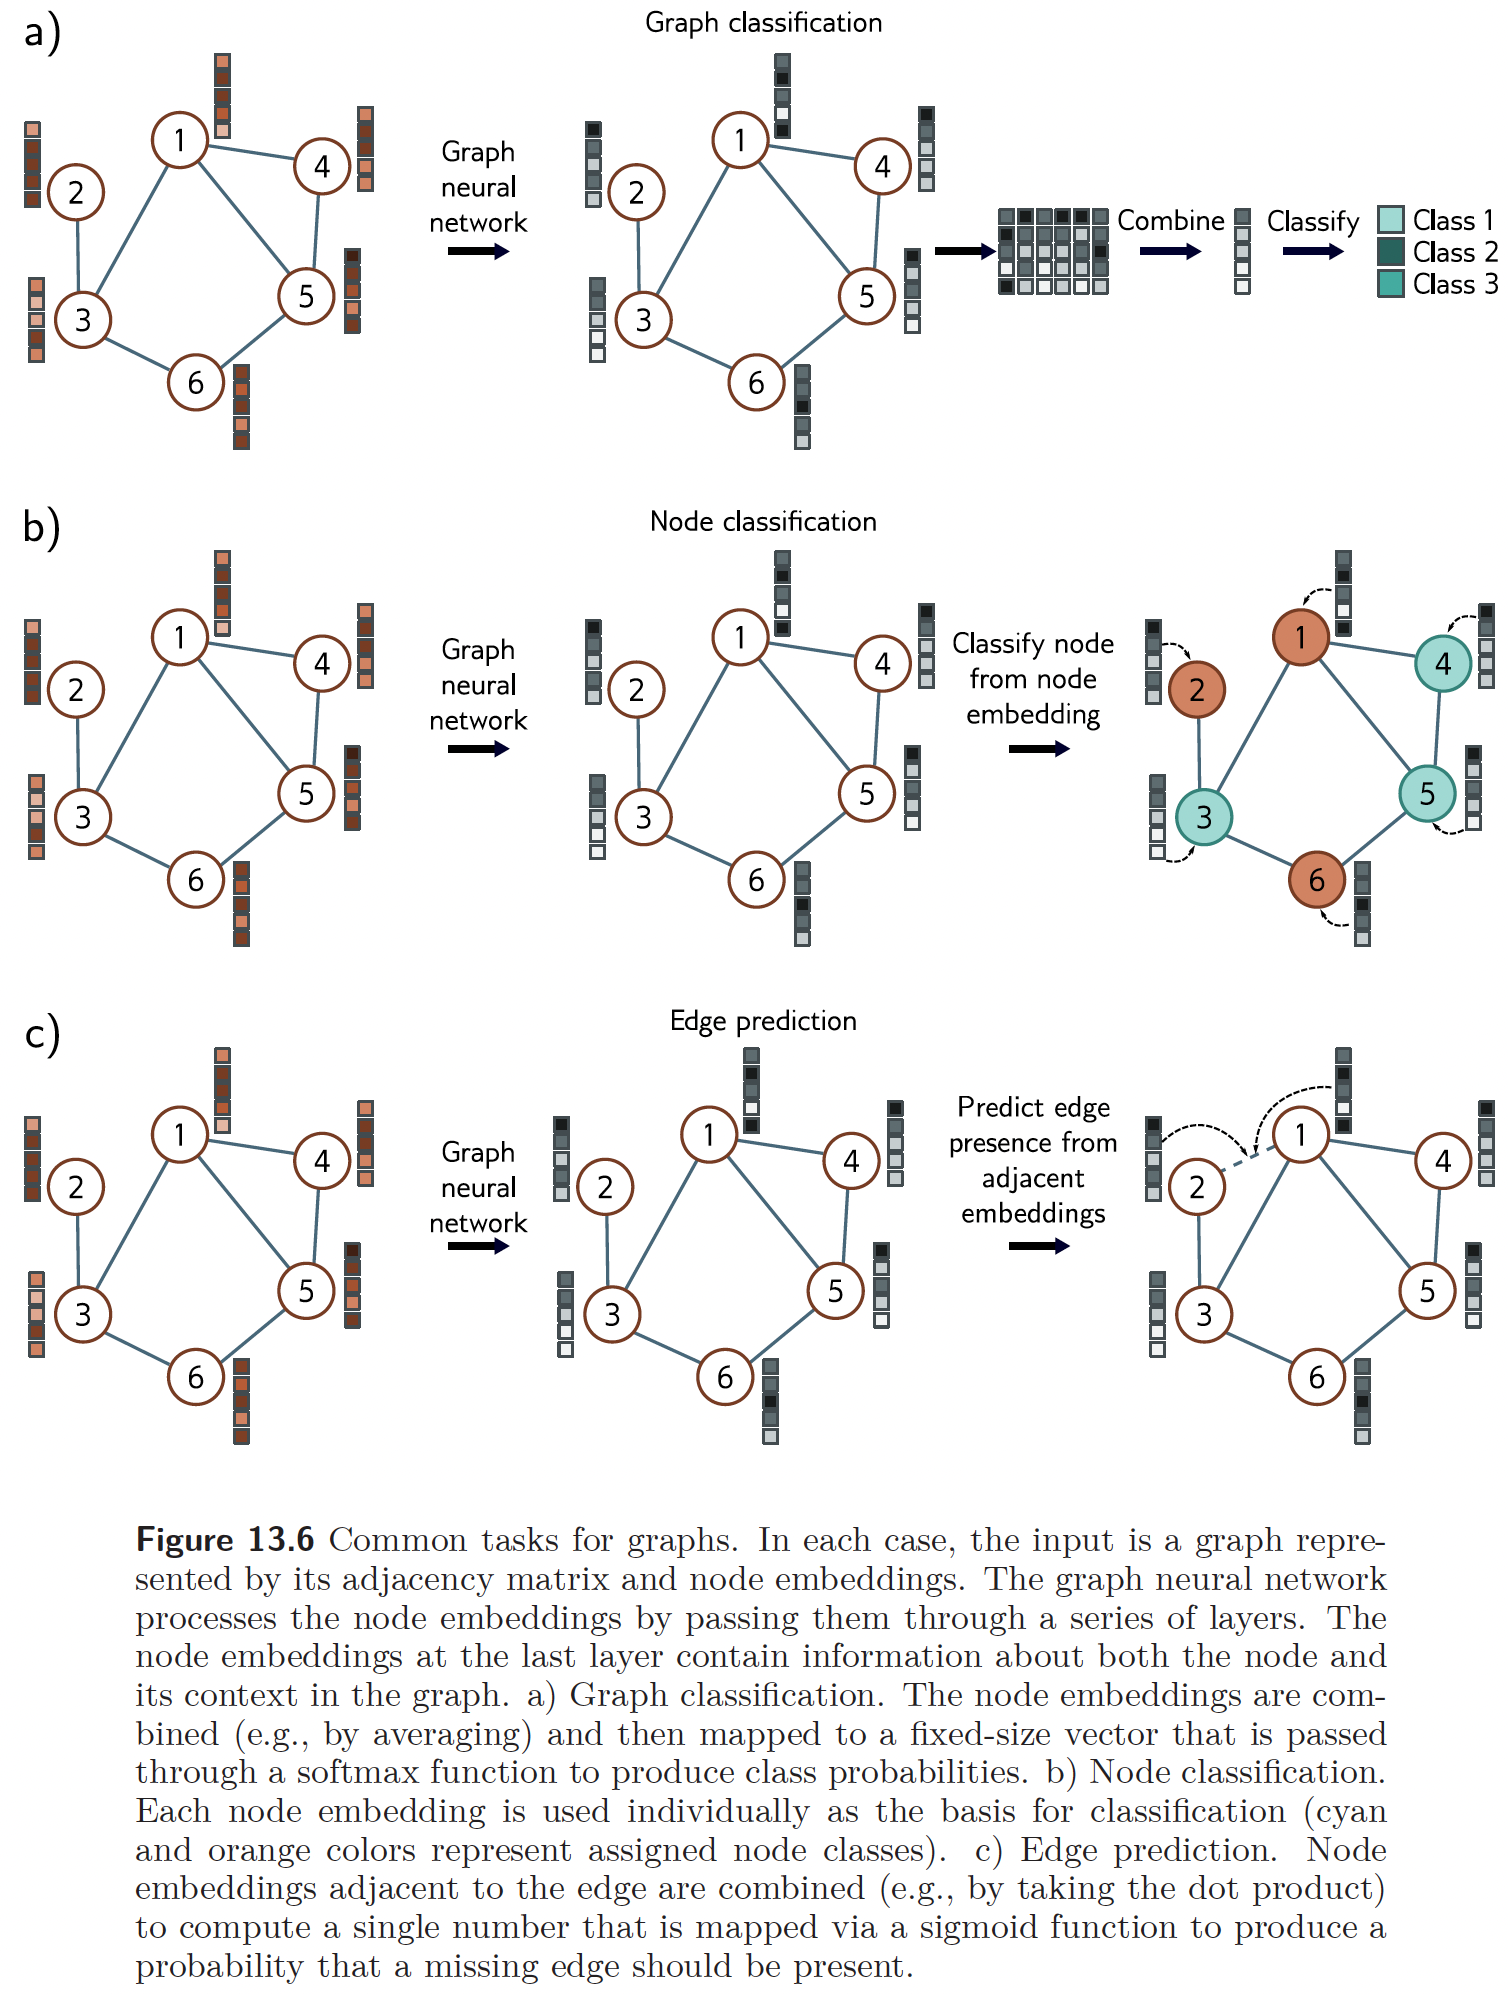 a)
Graph classification
1
2
3
4
5
6
Graph
neural
network
1
2
3
4
5
6
Combine
Classify
Class 1
Class 2
Class 3
b)
Node classification
1
2
3
4
5
6
Graph
neural
network
1
2
3
4
5
6
Classify node
from node
embedding
1
2
3
4
5
6
c)
Edge prediction
1
2
3
4
5
6
Graph
neural
network
1
2
3
4
5
6
Predict edge
presence from
adjacent
embeddings
1
2
3
4
5
6
Figure 13.6 Common tasks for graphs. In each case, the input is a graph repre-
sented by its adjacency matrix and node embeddings. The graph neural network
processes the node embeddings by passing them through a series of layers. The
node embeddings at the last layer contain information about both the node and
its context in the graph. a) Graph classification. The node embeddings are com-
bined (e.g., by averaging) and then mapped to a fixed-size vector that is passed
through a softmax function to produce class probabilities. b) Node classification.
Each node embedding is used individually as the basis for classification (cyan
and orange colors represent assigned node classes). c) Edge prediction. Node
embeddings adjacent to the edge are combined (e.g., by taking the dot product)
to compute a single number that is mapped via a sigmoid function to produce a
probability that a missing edge should be present.